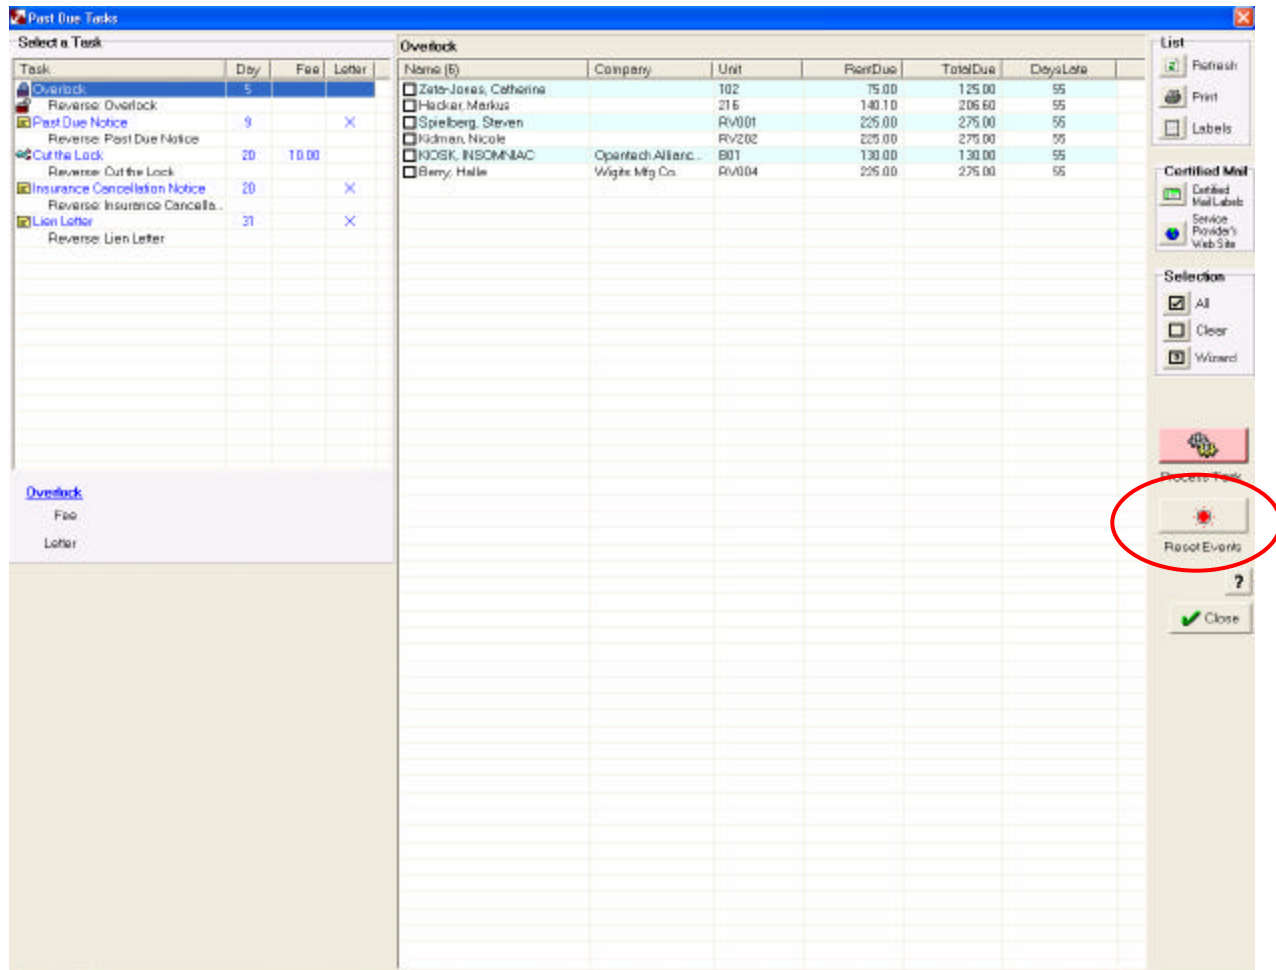 Past Due Tasks
Select a Task
Task Day Fee Letter
Overlock 5
Reverse: Overlock
Past Due Notice 9 X
Reverse: Past Due Notice
Cut the Lock 20 10.00
Reverse: Cut the Lock
Insurance Cancellation Notice 20 X
Reverse: Insurance Cancella...
Lien Letter 31 X
Reverse: Lien Letter
Overlock
Fee
Letter
Overlock
Name (6) Company Unit RentDue TotalDue DaysLate
Zeta-Jones, Catherine 102 75.00 125.00 55
Hecker, Markus 216 140.10 206.60 55
Spielberg, Steven RV001 225.00 275.00 55
Kidman, Nicole RV202 225.00 275.00 55
KIOSK, INSOMNIAC Opentech Allianc... B01 130.00 130.00 55
Berry, Halle Wigits Mfg Co. RV004 225.00 275.00 55
List
Refresh
Print
Labels
Certified Mail
Certified
Mail Labels
Service
Provider's
Web Site
Selection
All
Clear
Wizard
Process Task
Reset Events
?
Close